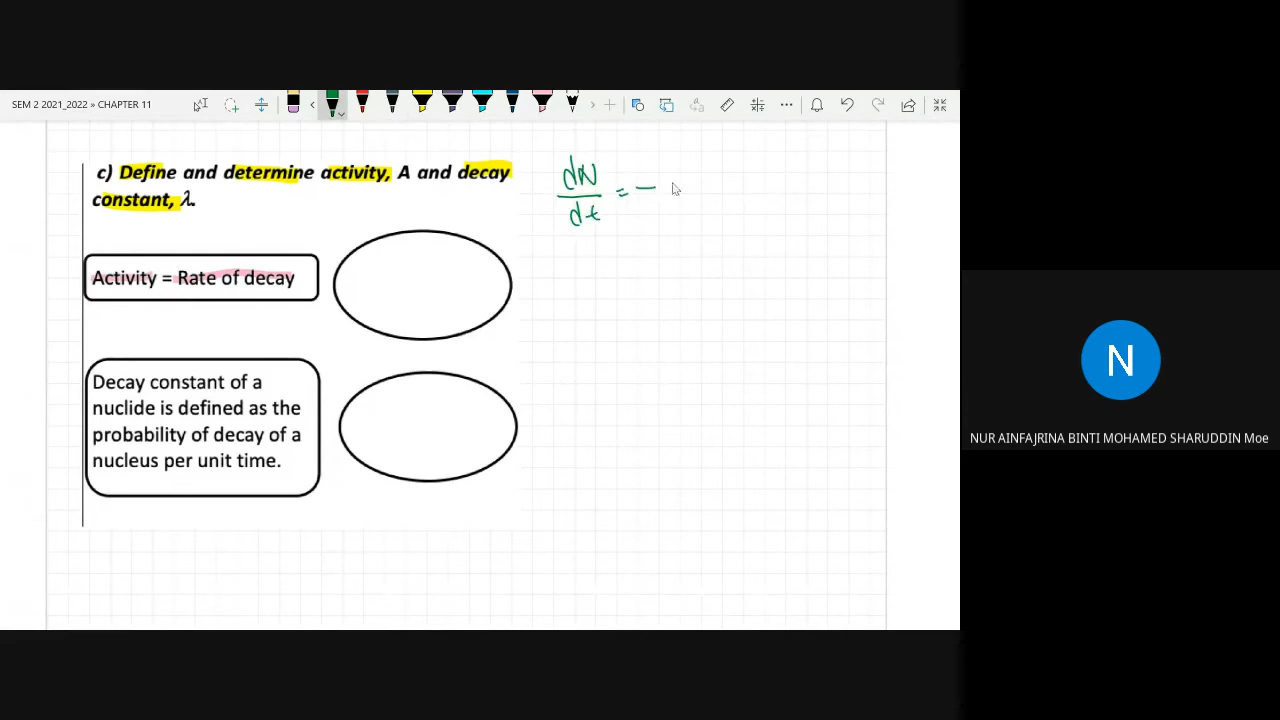 SEM 2 2021_2022 » CHAPTER 11
c) Define and determine activity, A and decay
constant, λ.
dN
dt
= −
Activity = Rate of decay
Decay constant of a
nuclide is defined as the
probability of decay of a
nucleus per unit time.
N
NUR AINFAJRINA BINTI MOHAMED SHARUDDIN Moe